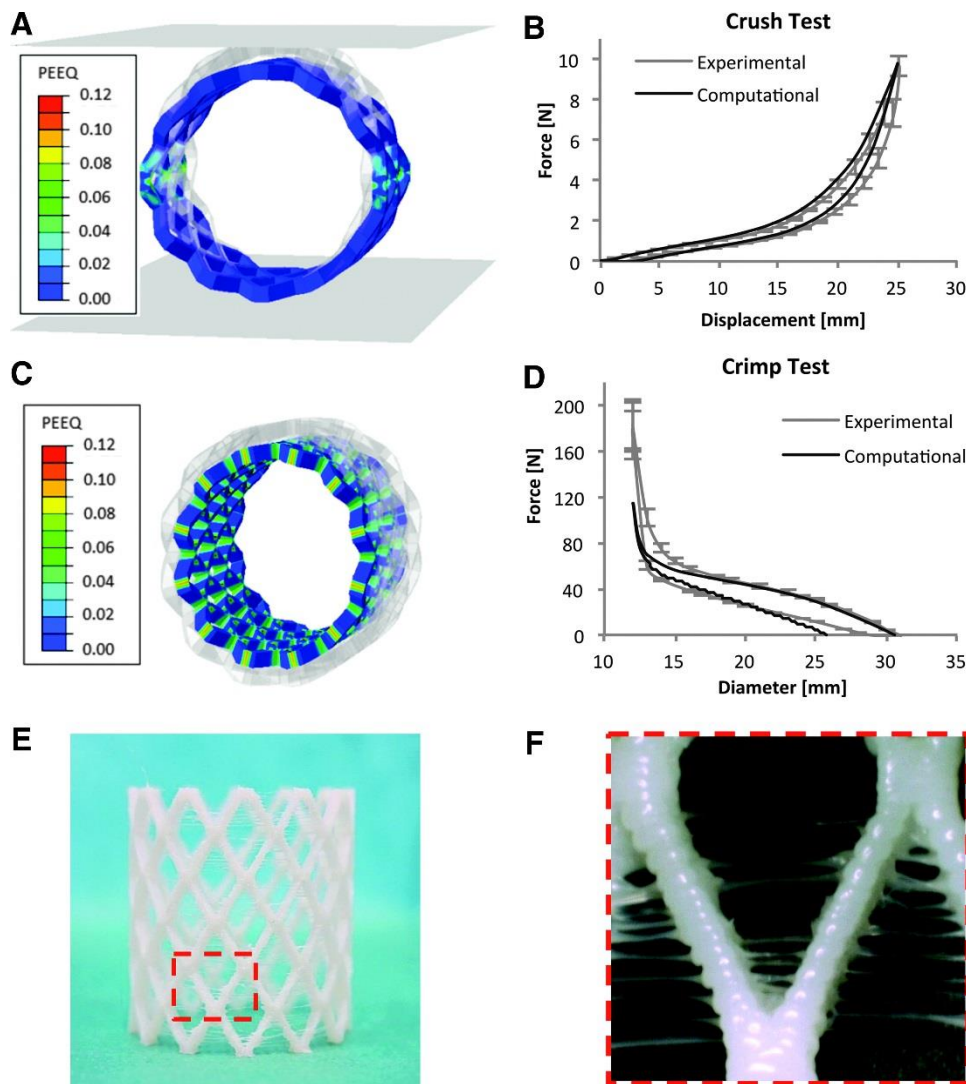 A
PEEQ
0.12
0.10
0.08
0.06
0.04
0.02
0.00
B
Crush Test
Experimental
Computational
Force [N]
10
8
6
4
2
0
0 5 10 15 20 25 30
Displacement [mm]
C
PEEQ
0.12
0.10
0.08
0.06
0.04
0.02
0.00
D
Crimp Test
Experimental
Computational
Force [N]
200
160
120
80
40
0
10 15 20 25 30 35
Diameter [mm]
E
F